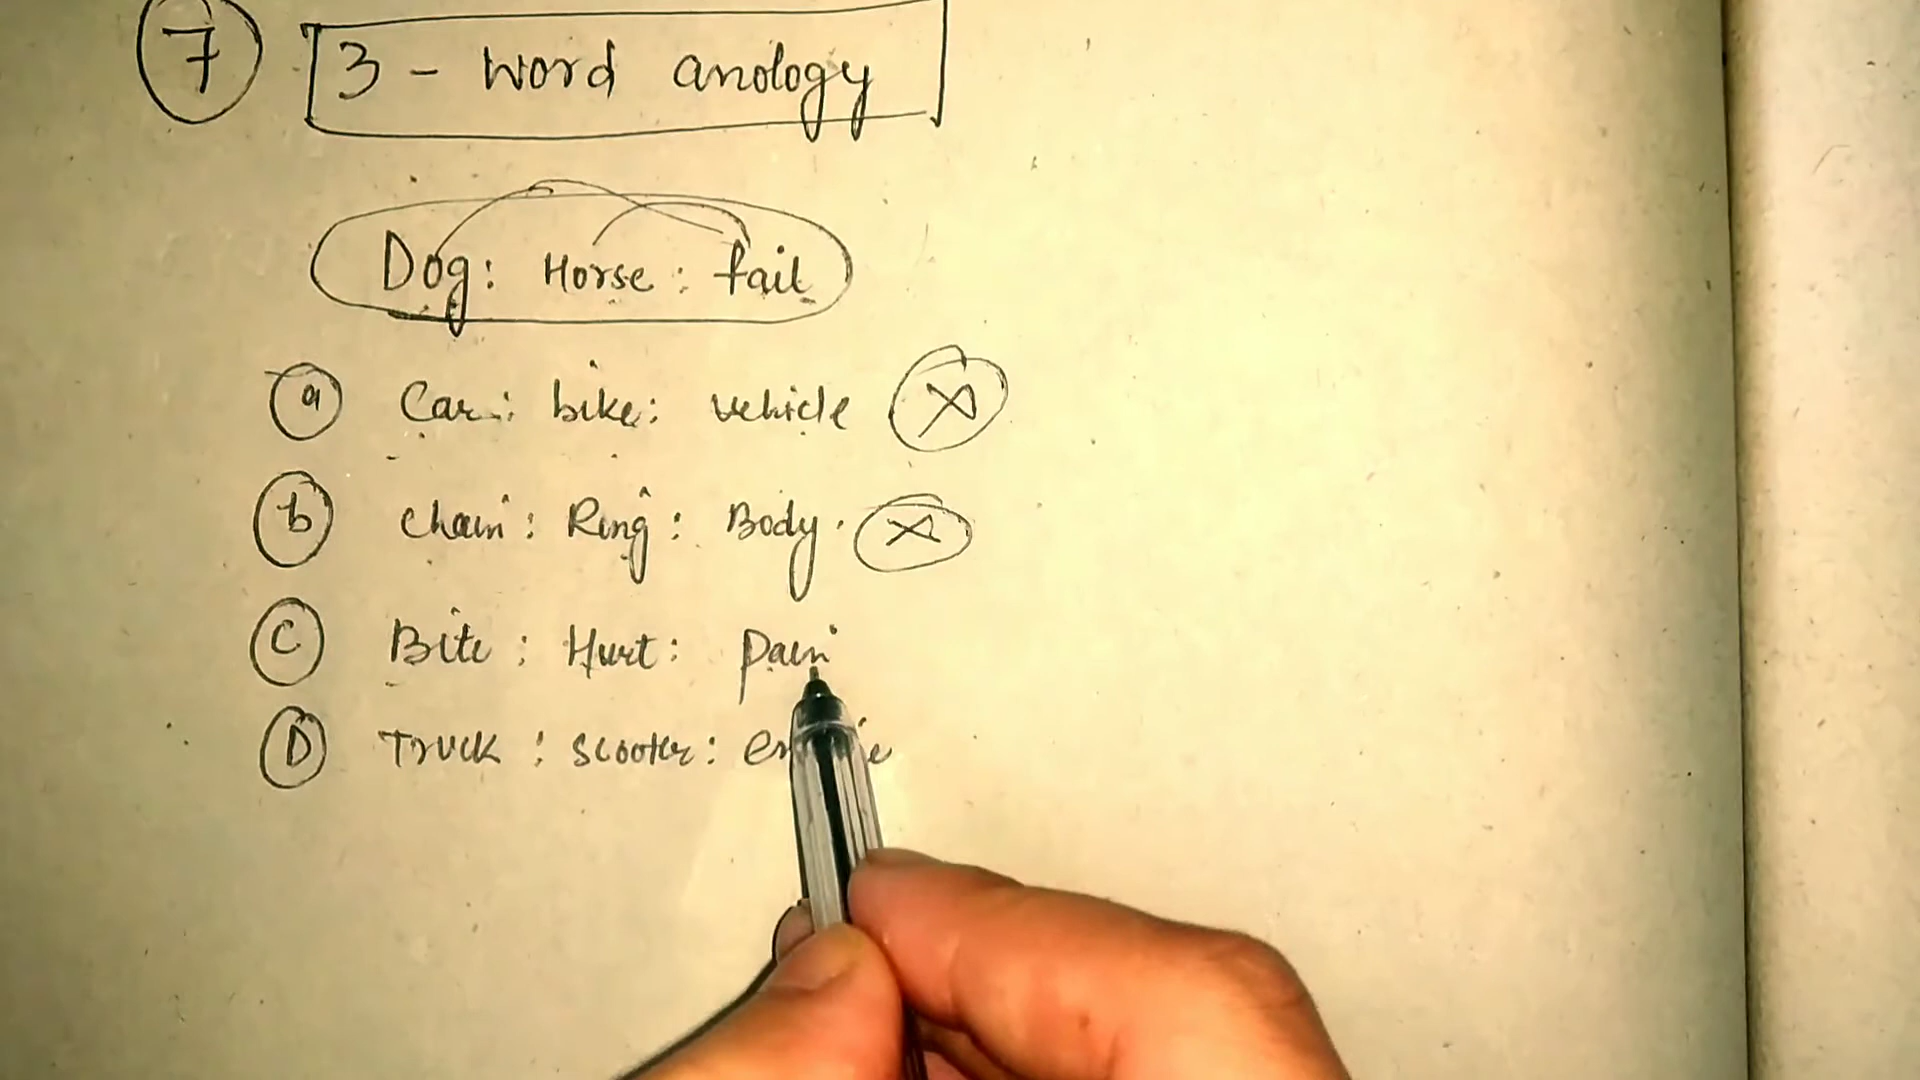 7 3 - Word anology
Dog: Horse: tail
a Car: bike: vehicle
b Chain: Ring: Body.
C Bite: Hurt: pain
D Truck: scooter: